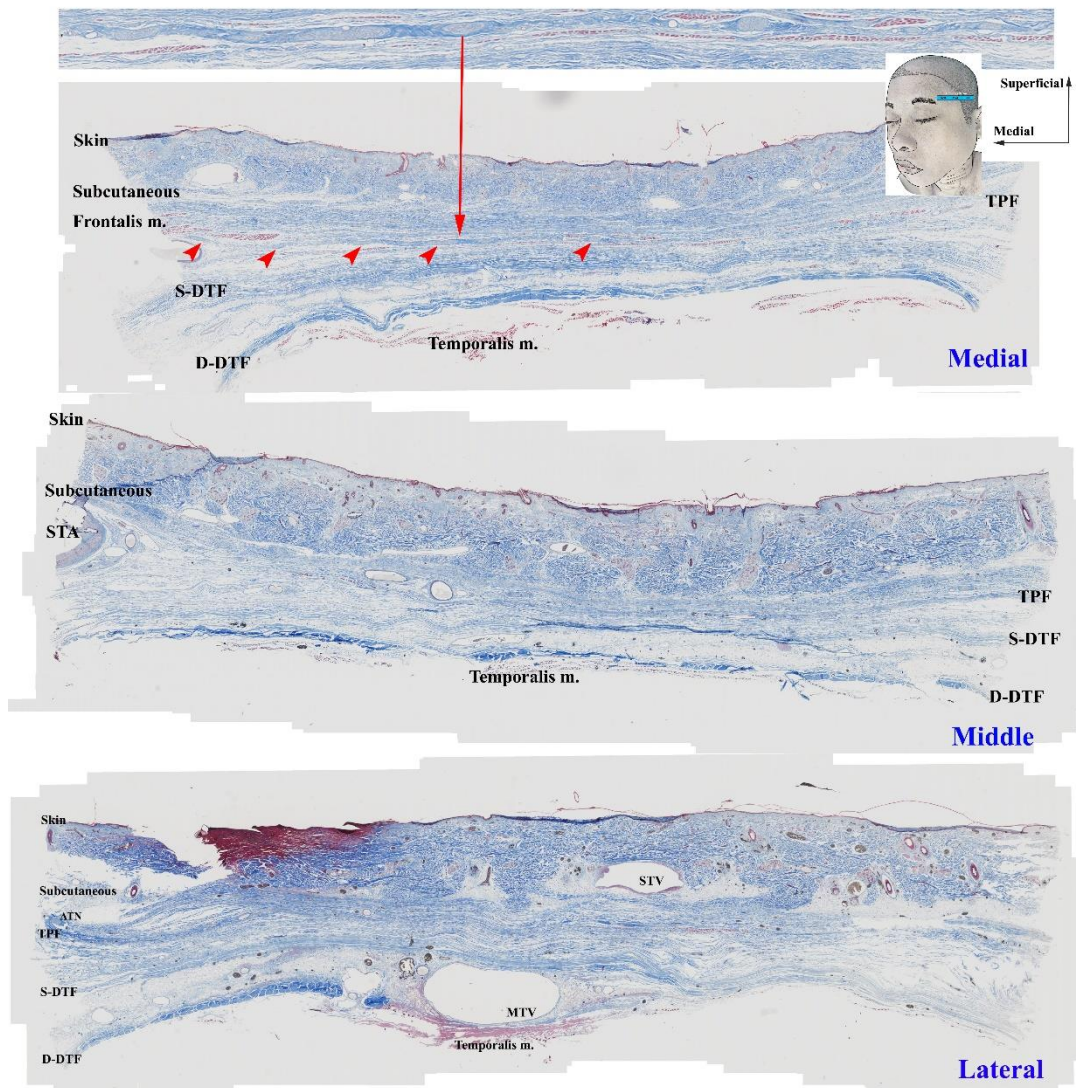 Superficial
Medial
Skin
Subcutaneous
Frontalis m.
TPF
S-DTF
Temporalis m.
D-DTF
Medial
Skin
Subcutaneous
STA
TPF
S-DTF
Temporalis m.
D-DTF
Middle
Skin
STV
Subcutaneous
ATN
TPF
S-DTF
MTV
Temporalis m.
D-DTF
Lateral